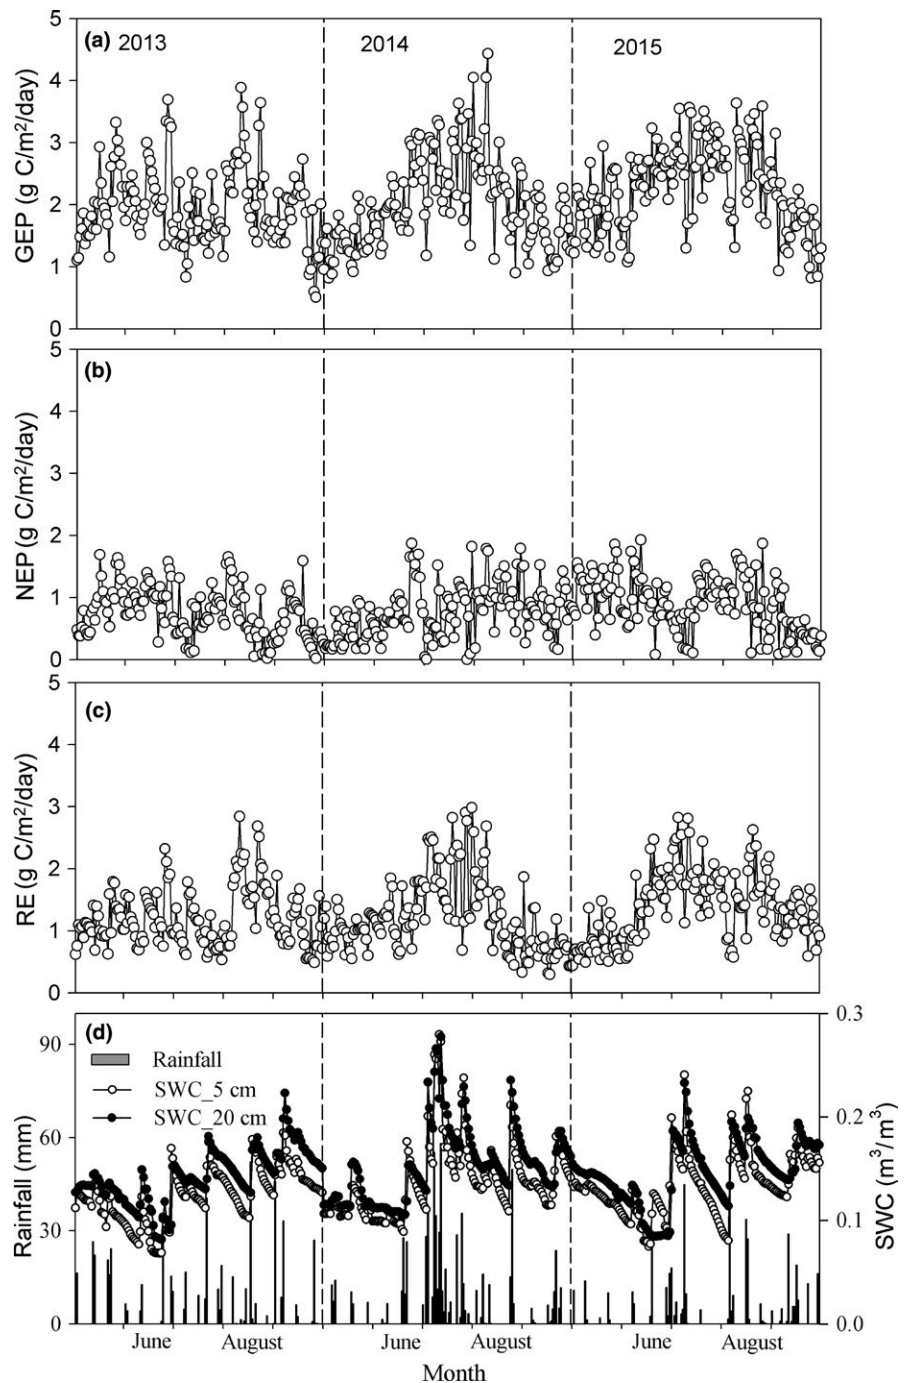 (a) 2013 2014 2015
5
4
3
2
1
0
GEP (g C/m²/day)
(b)
5
4
3
2
1
0
NEP (g C/m²/day)
(c)
5
4
3
2
1
0
RE (g C/m²/day)
(d)
Rainfall
SWC_5 cm
SWC_20 cm
90
60
30
0
Rainfall (mm)
0.3
0.2
0.1
0.0
SWC (m³/m³)
June August June August June August
Month